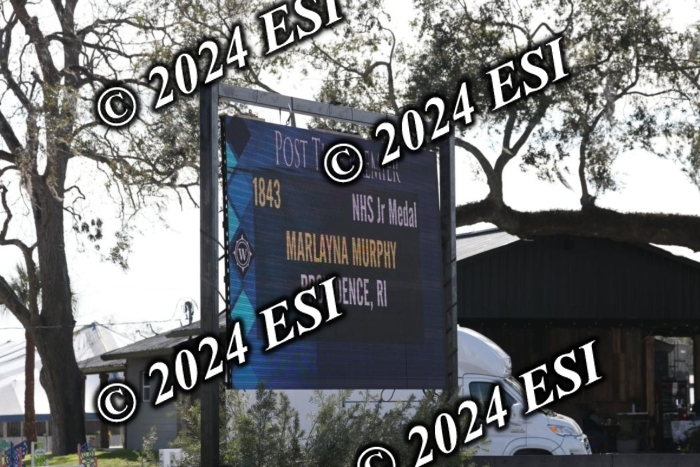 © 2024 ESI
© 2024 ESI
POST
1843
NHS Jr Medal
W
MARLAYNA MURPHY
RI
© 2024 ESI
© 2024 ESI
© 2024 ESI